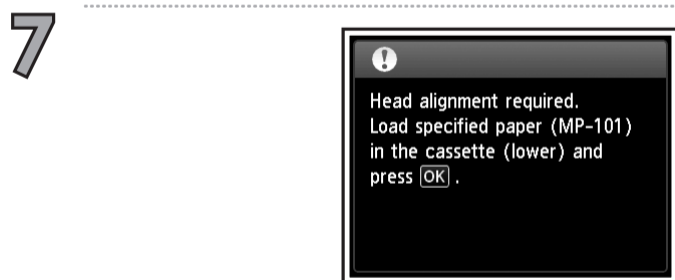 7
Head alignment required.
Load specified paper (MP-101)
in the cassette (lower) and
press OK .